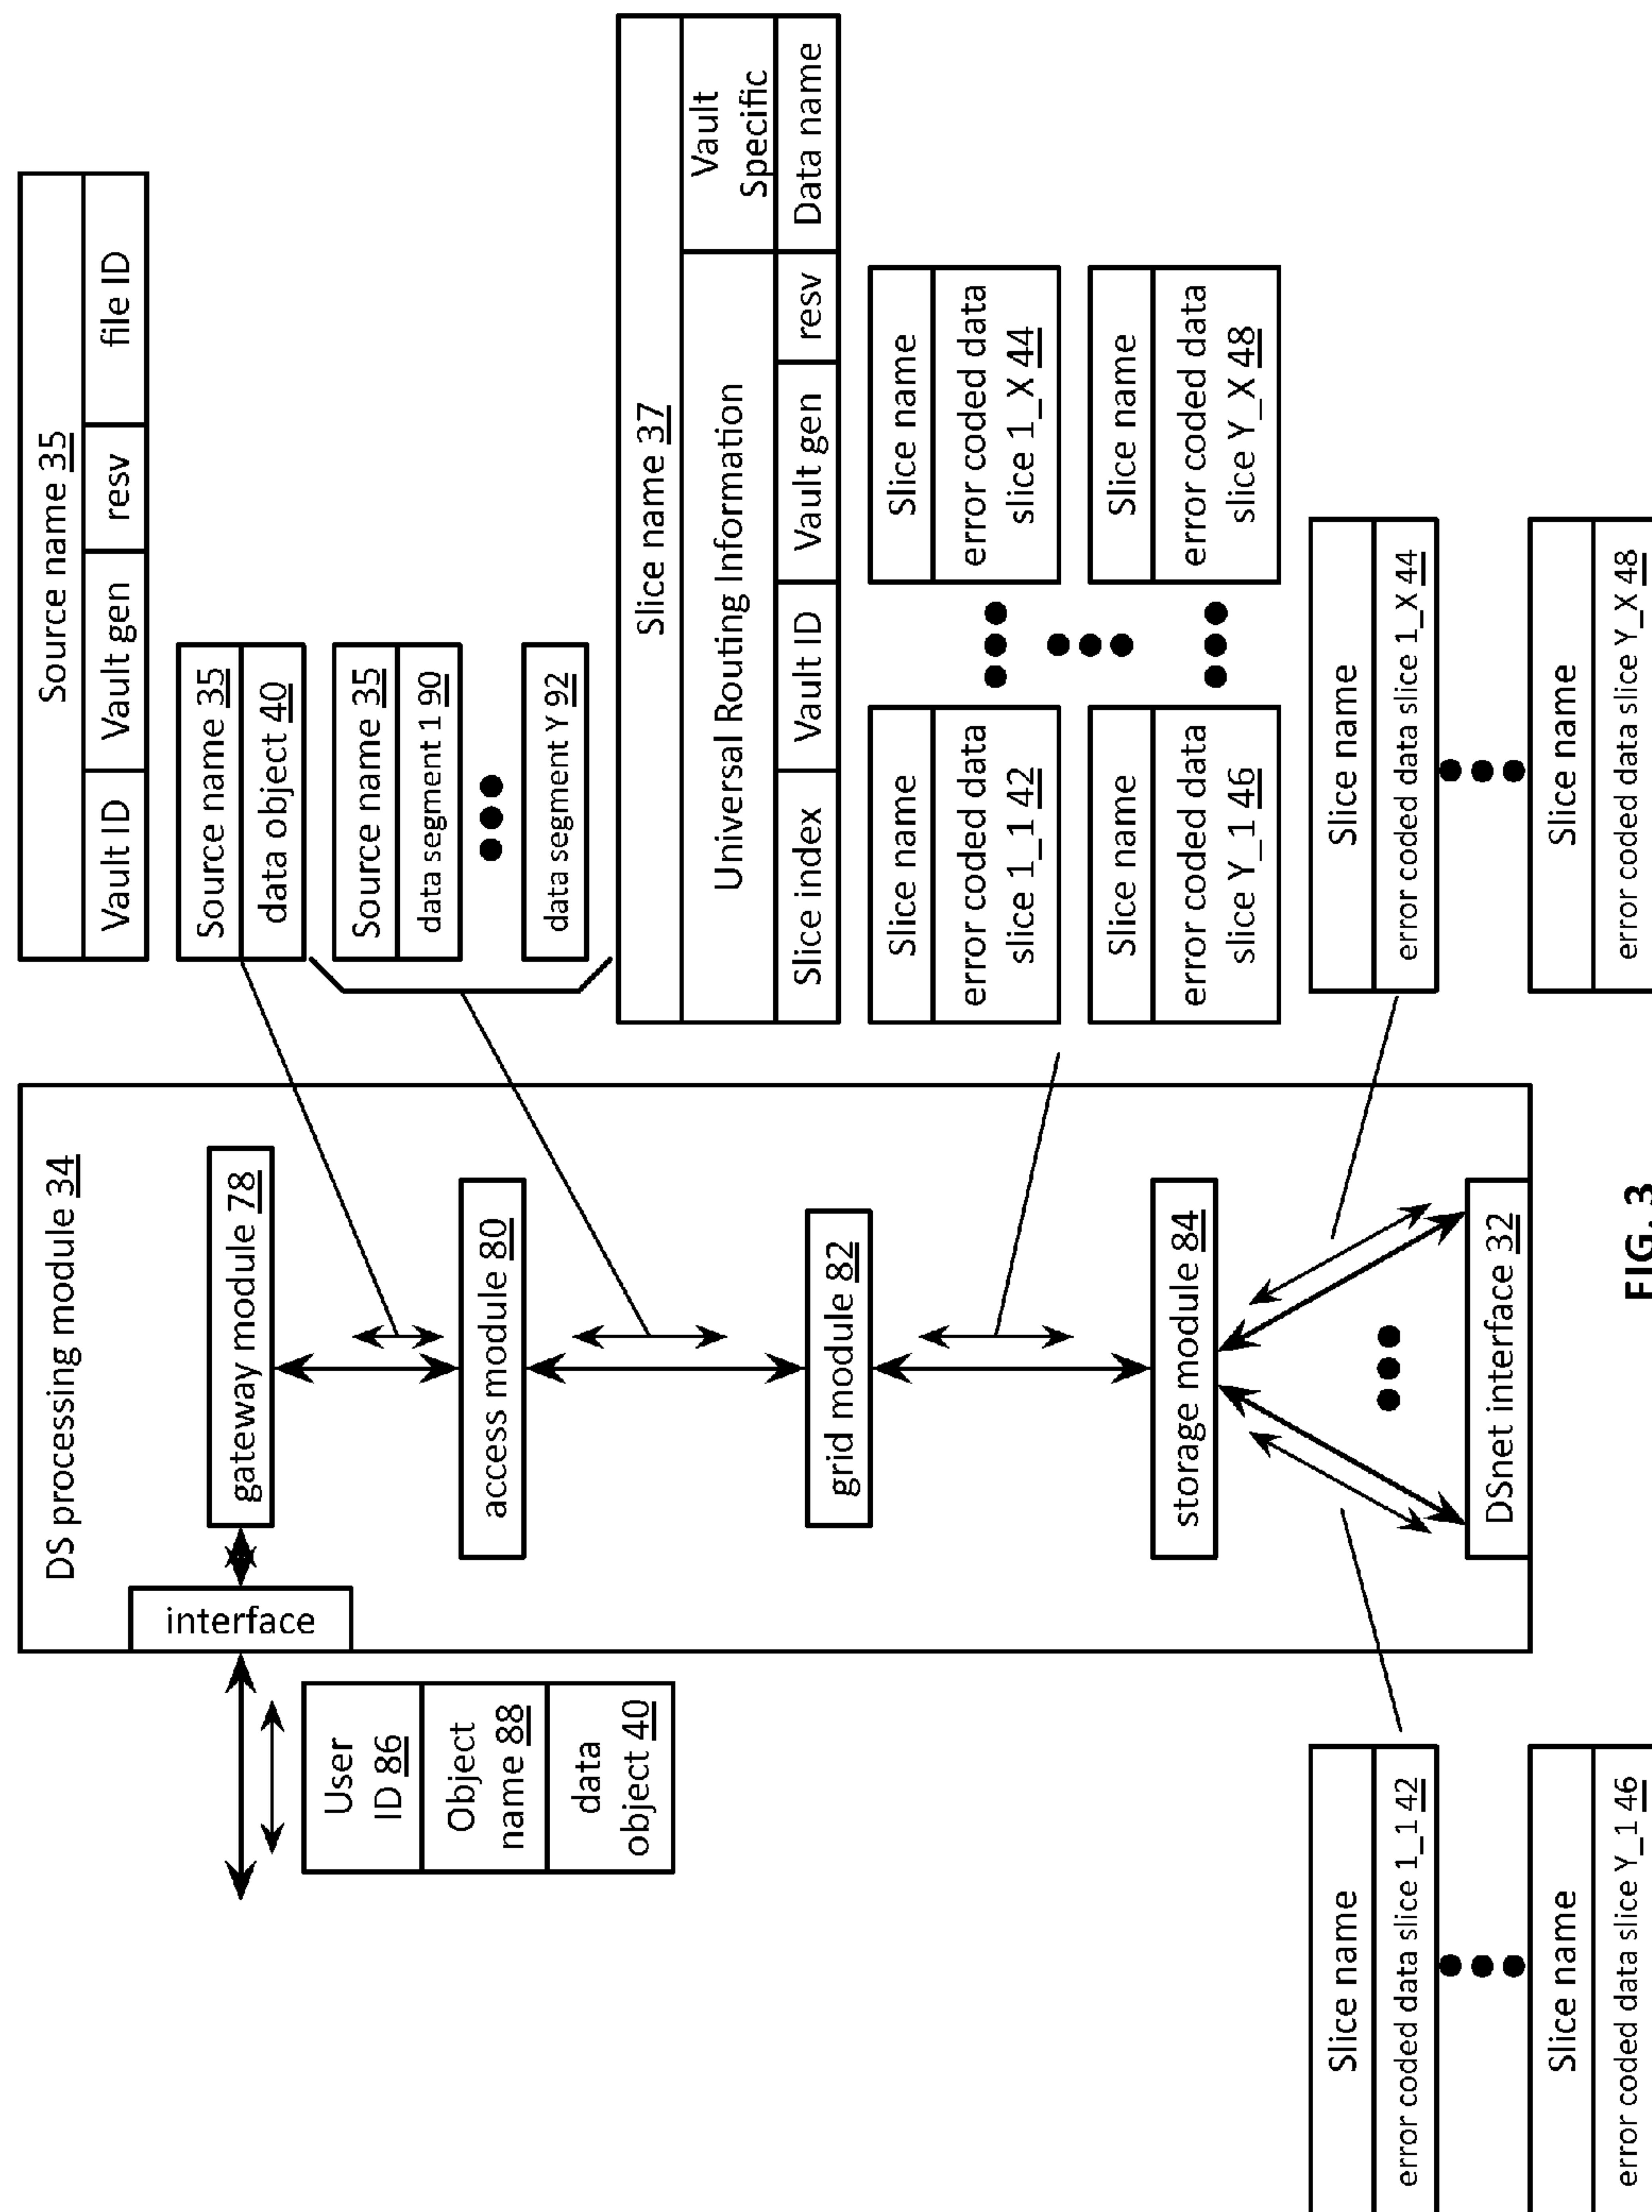 DS processing module 34
interface
gateway module 78
access module 80
grid module 82
storage module 84
DSnet interface 32
User
ID 86
Object
name 88
data
object 40
Source name 35
Vault ID
Vault gen
resv
file ID
Source name 35
data object 40
Source name 35
data segment 1 90
data segment Y 92
Slice name 37
Universal Routing Information
Vault
Specific
Slice index
Vault ID
Vault gen
resv
Data name
Slice name
error coded data
slice 1_1 42
Slice name
error coded data
slice 1_X 44
Slice name
error coded data
slice Y_1 46
Slice name
error coded data
slice Y_X 48
Slice name
error coded data slice 1_1 42
Slice name
error coded data slice Y_1 46
Slice name
error coded data slice 1_X 44
Slice name
error coded data slice Y_X 48
FIG. 3